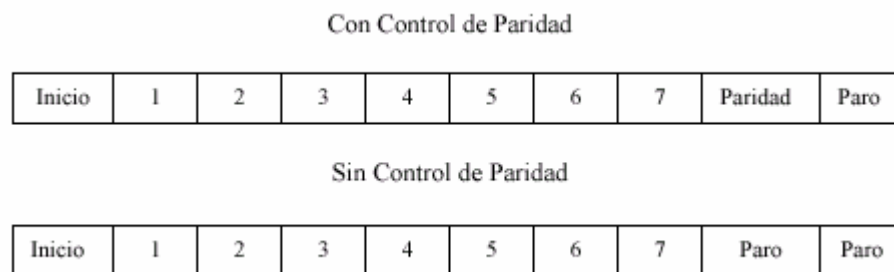 Con Control de Paridad
Inicio 1 2 3 4 5 6 7 Paridad Paro
Sin Control de Paridad
Inicio 1 2 3 4 5 6 7 Paro Paro